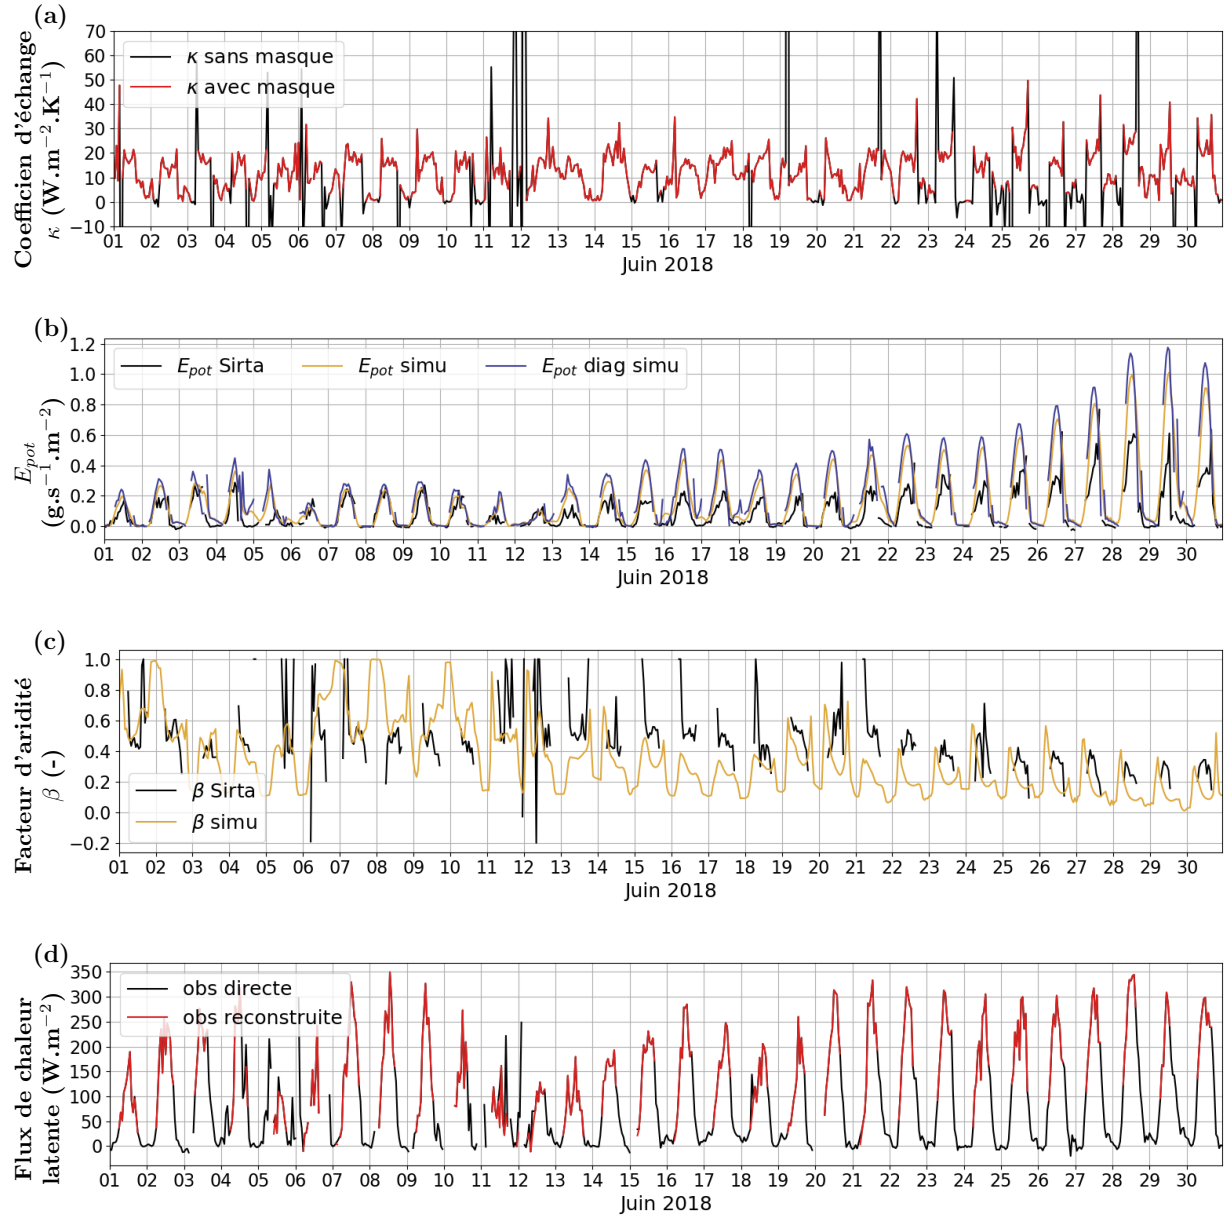 (a)
Coefficien d'échange
κ (W.m⁻².K⁻¹)
70
60
50
40
30
20
10
0
−10
κ sans masque
κ avec masque
01 02 03 04 05 06 07 08 09 10 11 12 13 14 15 16 17 18 19 20 21 22 23 24 25 26 27 28 29 30
Juin 2018
(b)
E_pot
(g.s⁻¹.m⁻²)
1.2
1.0
0.8
0.6
0.4
0.2
0.0
E_pot Sirta E_pot simu E_pot diag simu
01 02 03 04 05 06 07 08 09 10 11 12 13 14 15 16 17 18 19 20 21 22 23 24 25 26 27 28 29 30
Juin 2018
(c)
Facteur d'aridité
β (-)
1.0
0.8
0.6
0.4
0.2
0.0
−0.2
β Sirta
β simu
01 02 03 04 05 06 07 08 09 10 11 12 13 14 15 16 17 18 19 20 21 22 23 24 25 26 27 28 29 30
Juin 2018
(d)
Flux de chaleur
latente (W.m⁻²)
350
300
250
200
150
100
50
0
obs directe
obs reconstruite
01 02 03 04 05 06 07 08 09 10 11 12 13 14 15 16 17 18 19 20 21 22 23 24 25 26 27 28 29 30
Juin 2018